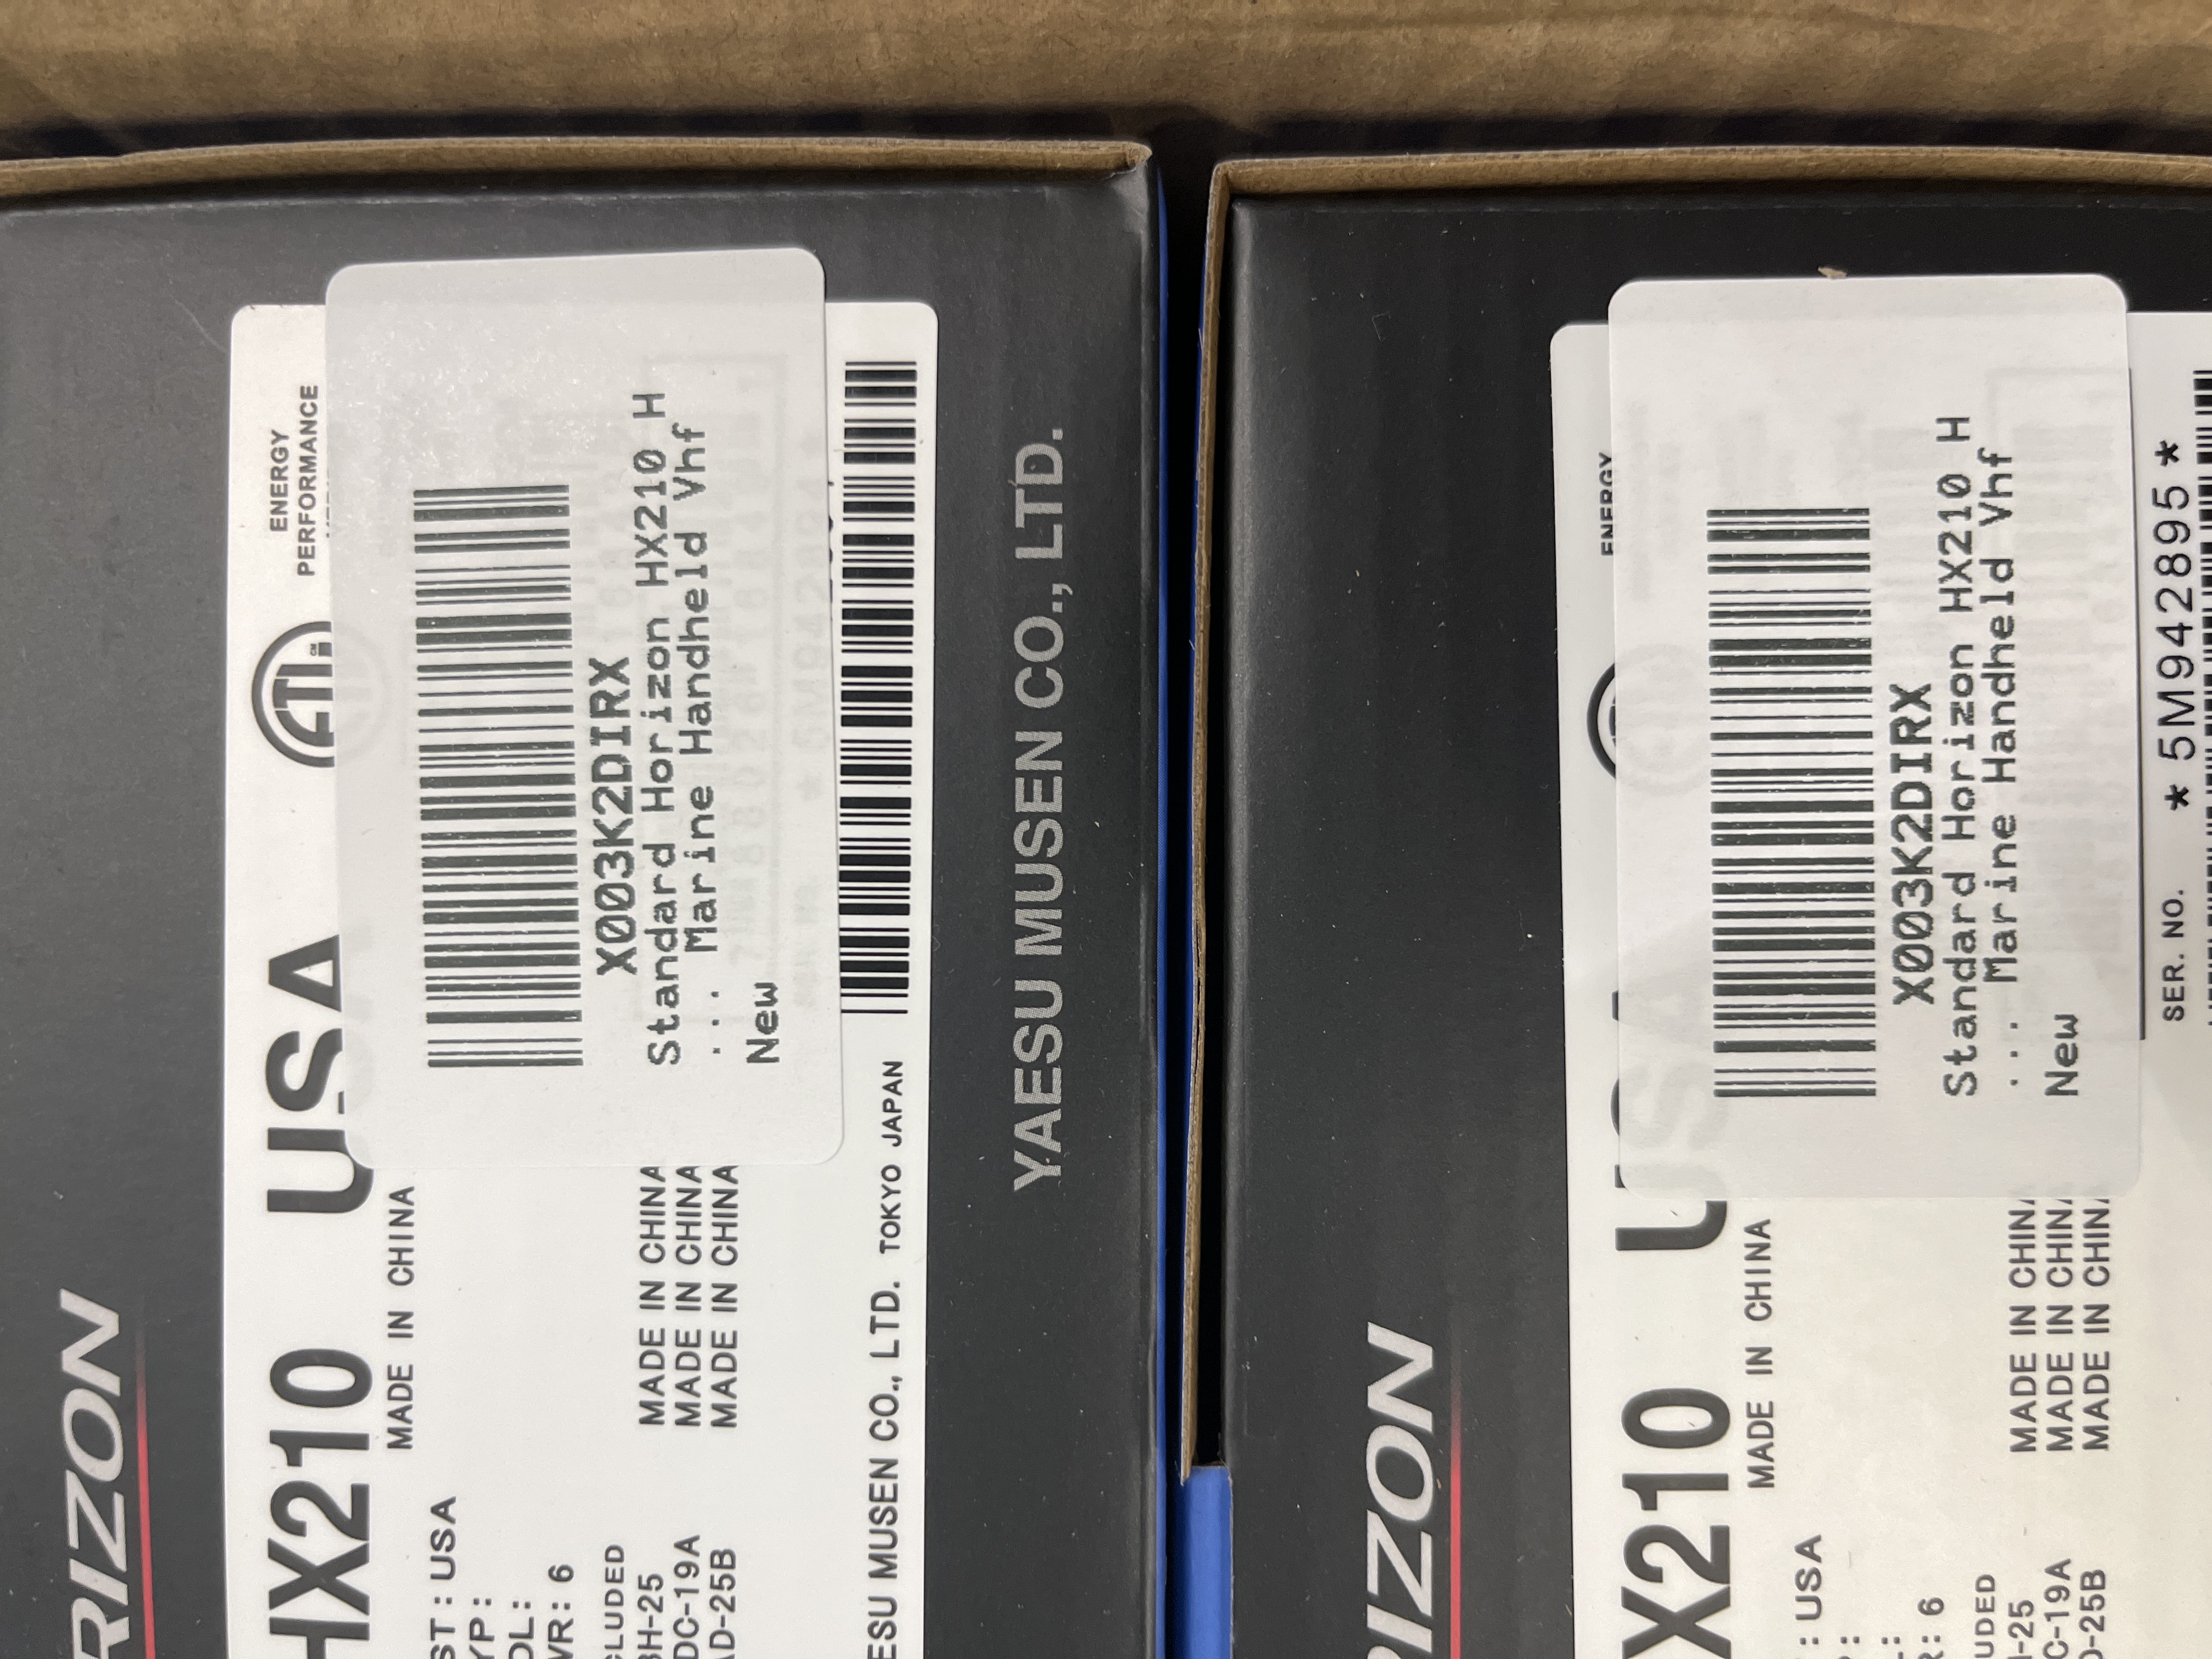 RIZON
HX210 USA
MADE IN CHINA
ENERGY
PERFORMANCE
ST: USA
YP:
OL:
WR: 6
CLUDED
BH-25 MADE IN CHINA
DC-19A MADE IN CHINA
AD-25B MADE IN CHINA
X003K2DIRX
Standard Horizon HX210 H
... Marine Handheld Vhf
New
ESU MUSEN CO., LTD. TOKYO JAPAN
YAESU MUSEN CO., LTD.
RIZON
X210 U
MADE IN CHINA
ENERGY
: USA
:
:
R: 6
UDED
H-25 MADE IN CHINA
C-19A MADE IN CHINA
D-25B MADE IN CHINA
X003K2DIRX
Standard Horizon HX210 H
... Marine Handheld Vhf
New
SER. NO. * 5M942895 *